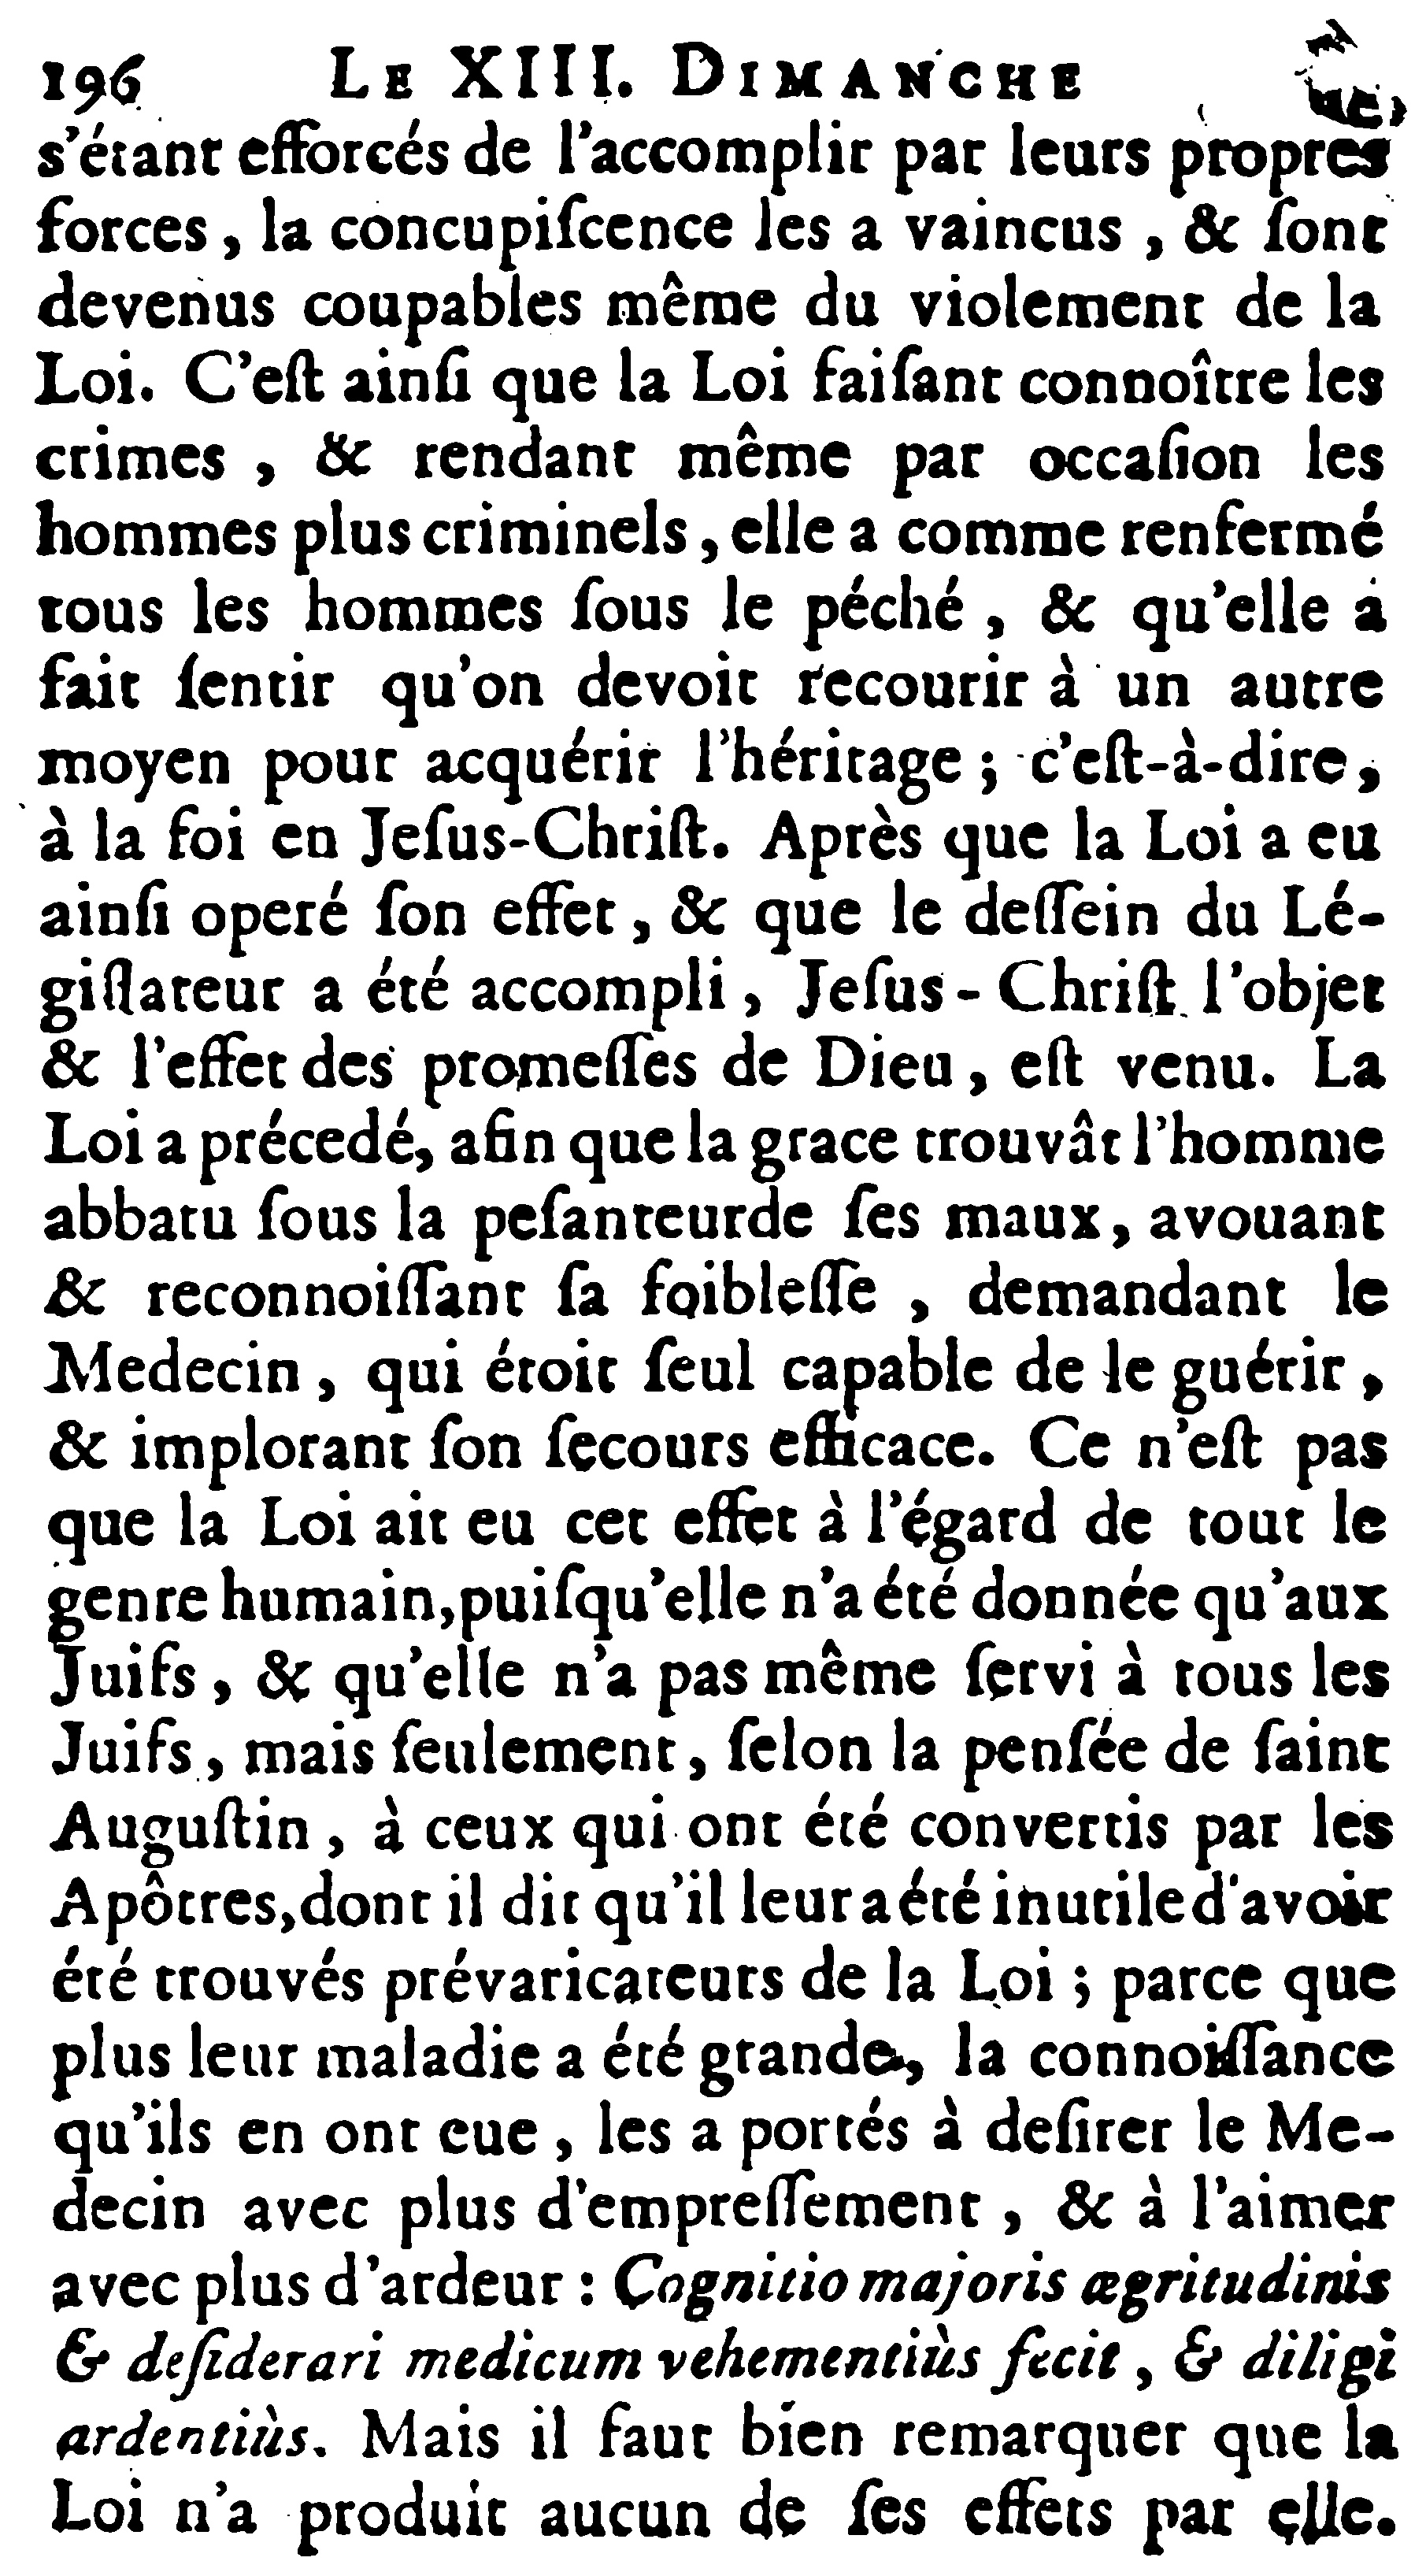 196 LE XIII. DIMANCHE
s'étant efforcés de l'accomplir par leurs propres
forces, la concupiſcence les a vaincus, & ſont
devenus coupables même du violement de la
Loi. C'eſt ainſi que la Loi faiſant connoître les
crimes, & rendant même par occaſion les
hommes plus criminels, elle a comme renfermé
tous les hommes ſous le péché, & qu'elle a
fait ſentir qu'on devoit recourir à un autre
moyen pour acquérir l'héritage; c'eſt-à-dire,
à la foi en Jeſus-Chriſt. Après que la Loi a eu
ainſi operé ſon effet, & que le deſſein du Lé-
giſlateur a été accompli, Jeſus-Chriſt l'objet
& l'effet des promeſſes de Dieu, eſt venu. La
Loi a précedé, afin que la grace trouvât l'homme
abbatu ſous la peſanteurde ſes maux, avouant
& reconnoiſſant ſa foibleſſe, demandant le
Medecin, qui étoit ſeul capable de le guérir,
& implorant ſon ſecours efficace. Ce n'eſt pas
que la Loi ait eu cet effet à l'égard de tout le
genre humain, puiſqu'elle n'a été donnée qu'aux
Juifs, & qu'elle n'a pas même ſervi à tous les
Juifs, mais ſeulement, ſelon la penſée de ſaint
Auguſtin, à ceux qui ont été convertis par les
Apôtres, dont il dit qu'il leur a été inutile d'avoir
été trouvés prévaricateurs de la Loi; parce que
plus leur maladie a été grande, la connoiſſance
qu'ils en ont eue, les a portés à deſirer le Me-
decin avec plus d'empreſſement, & à l'aimer
avec plus d'ardeur: Cognitio majoris ægritudinis
& deſiderari medicum vehementiùs fecit, & diligi
ardentiùs. Mais il faut bien remarquer que la
Loi n'a produit aucun de ſes effets par elle.